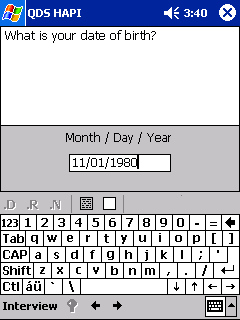 QDS HAPI 3:40
What is your date of birth?
Month / Day / Year
11/01/1980
.D .R .N
123 1 2 3 4 5 6 7 8 9 0 - =
Tab q w e r t y u i o p [ ]
CAP a s d f g h j k l ; '
Shift z x c v b n m , . /
Ctl áü ` \
Interview